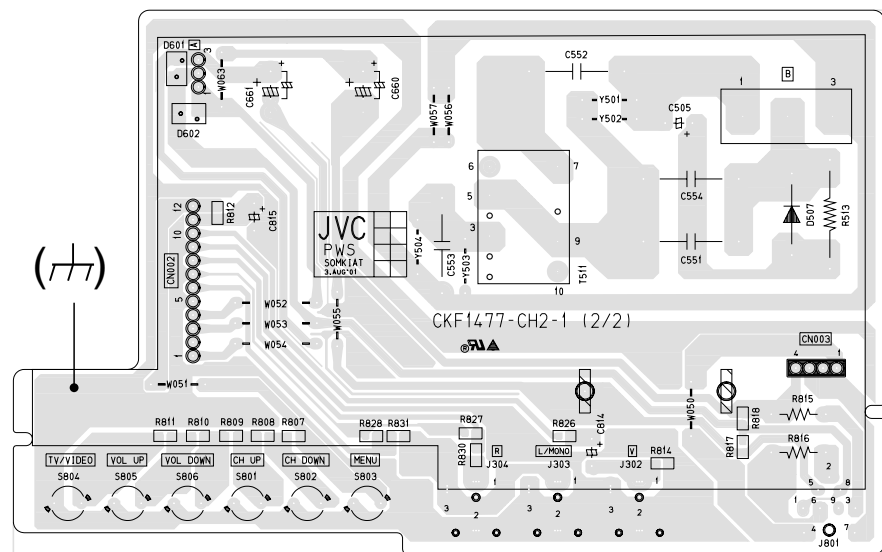 D601
A
3
1
W063
D602
C661
+
C660
+
W057
W056
C552
Y501
Y502
C505
+
1
B
3
6
7
5
3
9
10
T511
C554
C551
D507
R513
12
10
5
1
CN002
R812
C815
+
JVC
PWS
SOMKIAT
3.AUG'01
Y504
C553
Y503
W052
W053
W054
W055
CKF1477-CH2-1 (2/2)
CN003
4
1
W051
W050
R811
R810
R809
R808
R807
R828
R831
R827
R830
R826
C814
+
R818
R817
R815
R816
R814
TV/VIDEO
VOL UP
VOL DOWN
CH UP
CH DOWN
MENU
S804
S805
S806
S801
S802
S803
R
J304
L/MONO
J303
V
J302
1
1
1
3
2
3
2
3
2
2
5
8
1
6
9
3
4
7
J801